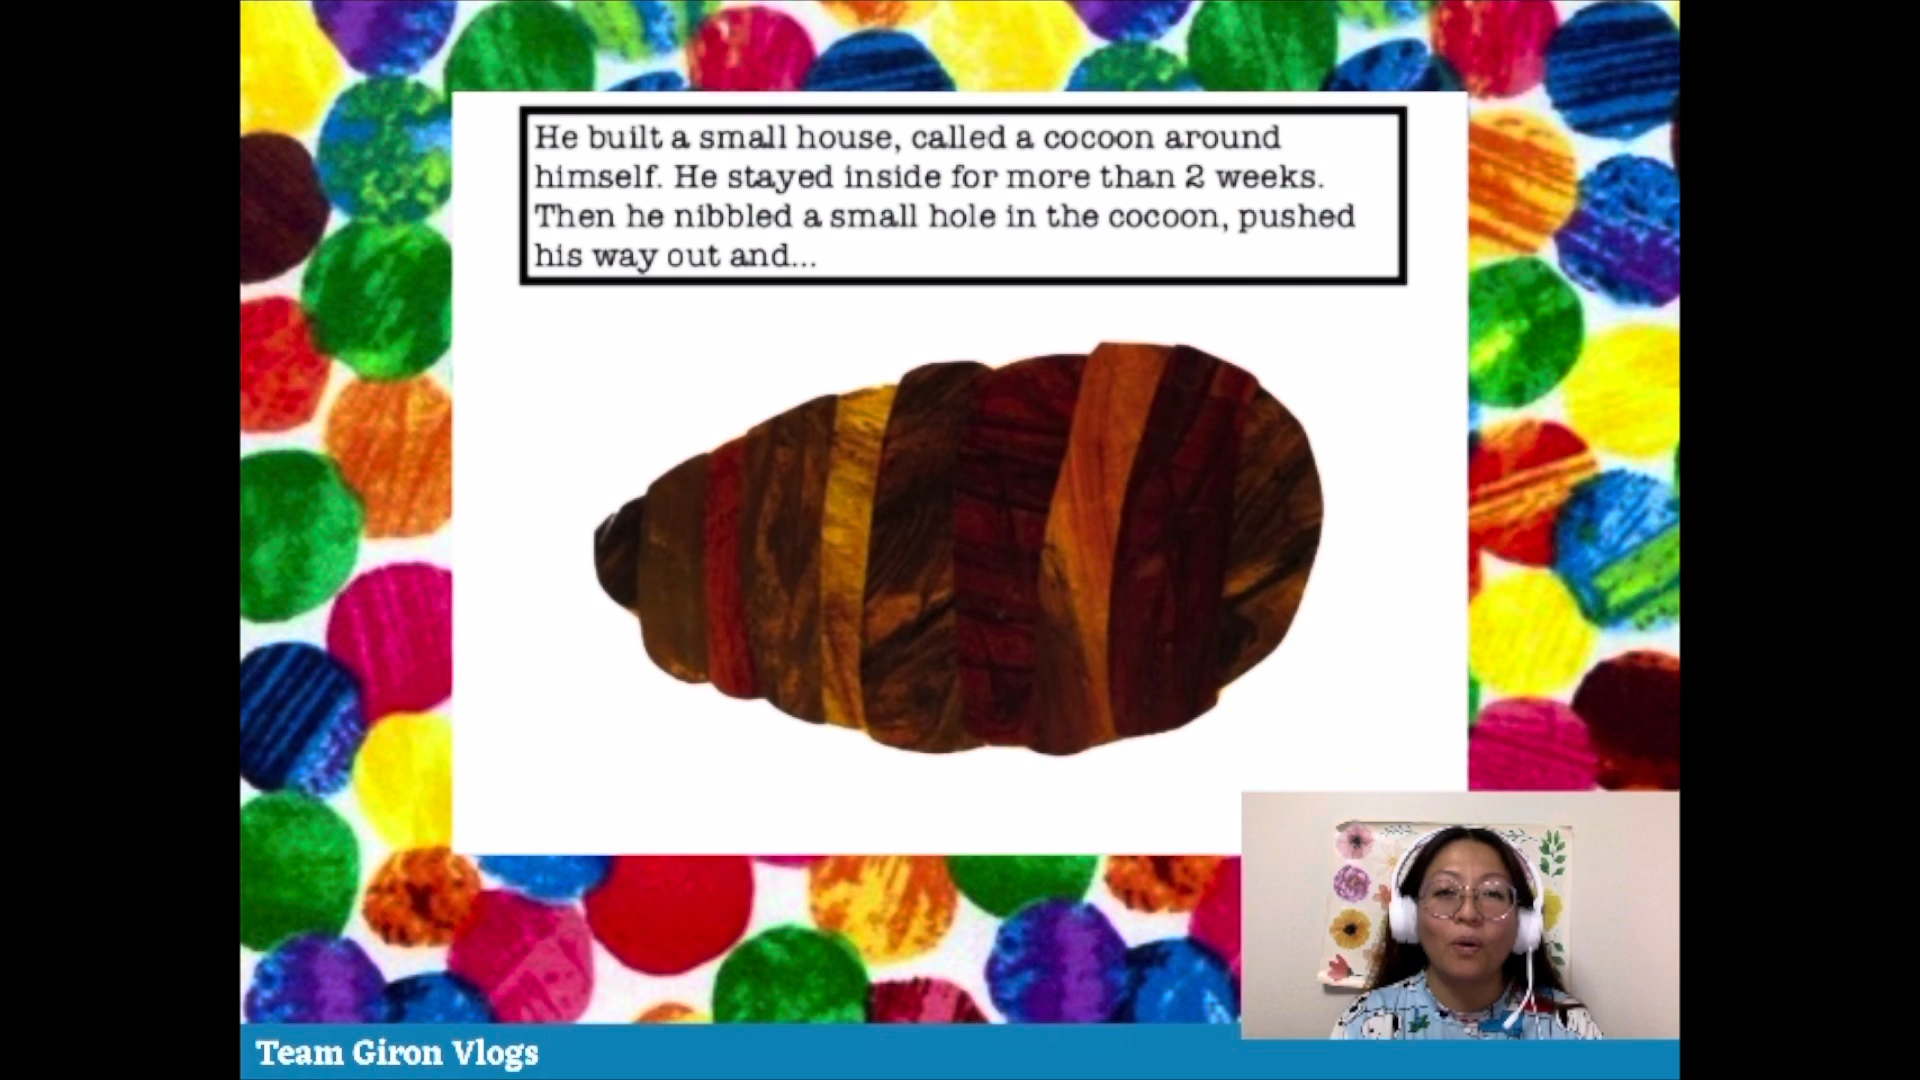 He built a small house, called a cocoon around
himself. He stayed inside for more than 2 weeks.
Then he nibbled a small hole in the cocoon, pushed
his way out and...
Team Giron Vlogs